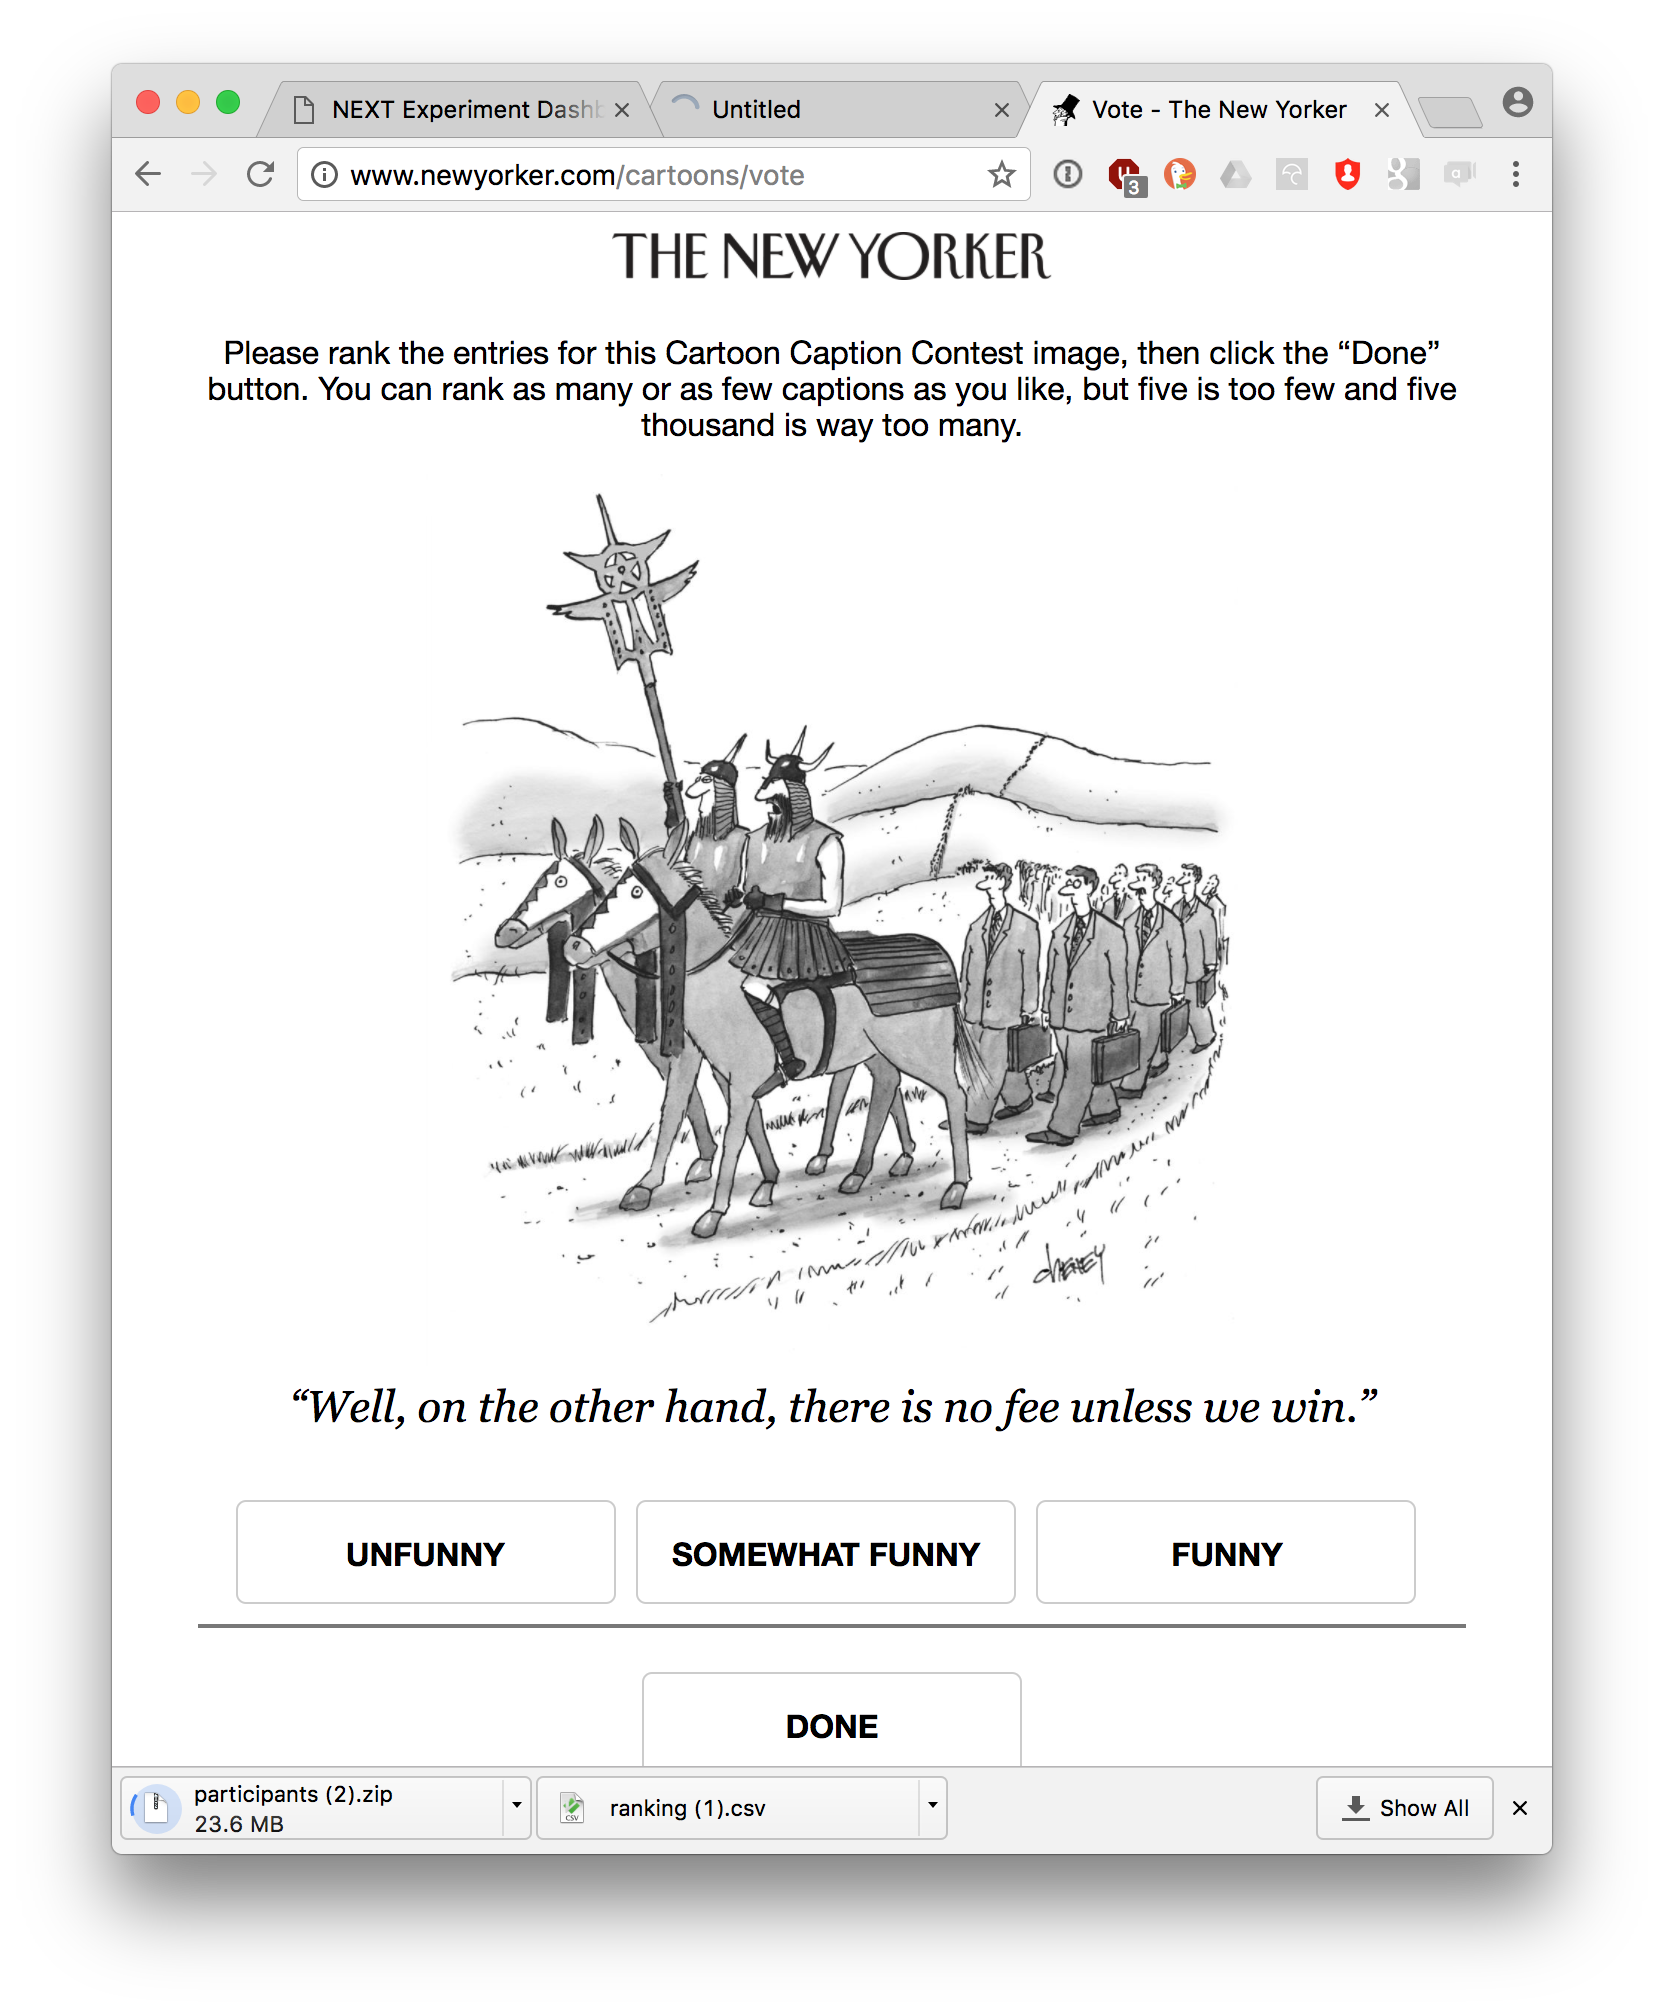 NEXT Experiment Dashb
Untitled
Vote - The New Yorker
www.newyorker.com/cartoons/vote
3
THE NEW YORKER
Please rank the entries for this Cartoon Caption Contest image, then click the “Done”
button. You can rank as many or as few captions as you like, but five is too few and five
thousand is way too many.
CHENEY
“Well, on the other hand, there is no fee unless we win.”
UNFUNNY
SOMEWHAT FUNNY
FUNNY
DONE
participants (2).zip
23.6 MB
CSV
ranking (1).csv
Show All